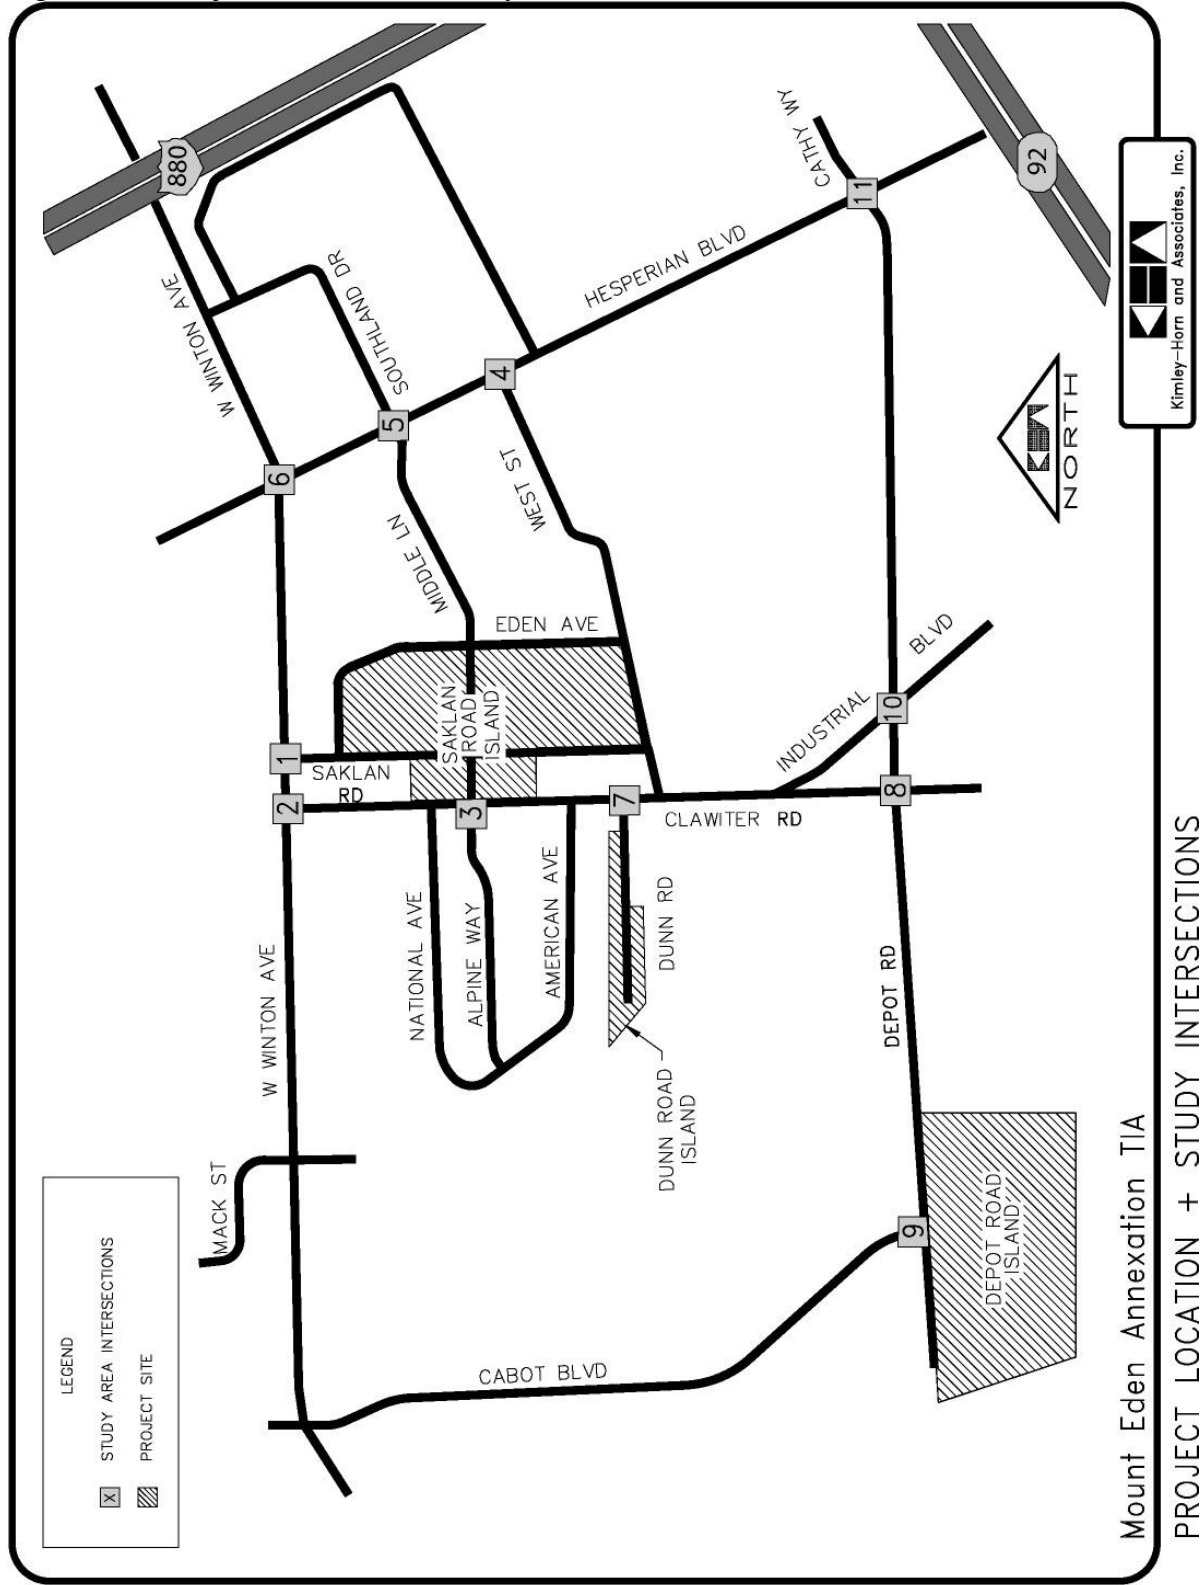 LEGEND
X STUDY AREA INTERSECTIONS
PROJECT SITE
MACK ST
W WINTON AVE
CABOT BLVD
NATIONAL AVE
ALPINE WAY
AMERICAN AVE
DUNN RD
DUNN ROAD
ISLAND
DEPOT RD
DEPOT ROAD
ISLAND
9
SAKLAN
RD
SAKLAN
ROAD
ISLAND
1
2
3
7
8
10
CLAWITER RD
INDUSTRIAL
BLVD
EDEN AVE
MIDDLE LN
WEST ST
6
5
4
W WINTON AVE
SOUTHLAND DR
HESPERIAN BLVD
CATHY WY
11
880
92
KHA
NORTH
KHA
Kimley-Horn and Associates, Inc.
Mount Eden Annexation TIA
PROJECT LOCATION + STUDY INTERSECTIONS